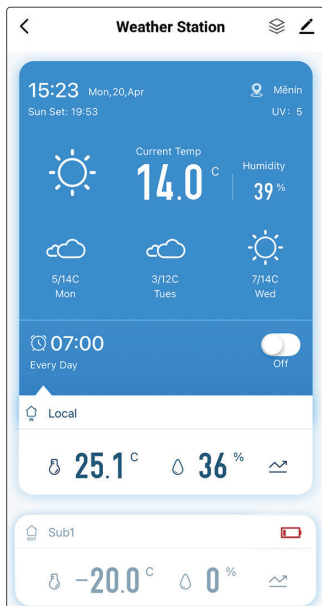 Weather Station
15:23 Mon,20,Apr
Měnín
Sun Set: 19:53
UV: 5
Current Temp
14.0 C
Humidity
39 %
5/14C
Mon
3/12C
Tues
7/14C
Wed
07:00
Every Day
Off
IN
Local
25.1 °C
36 %
OUT
Sub1
-20.0 °C
0 %